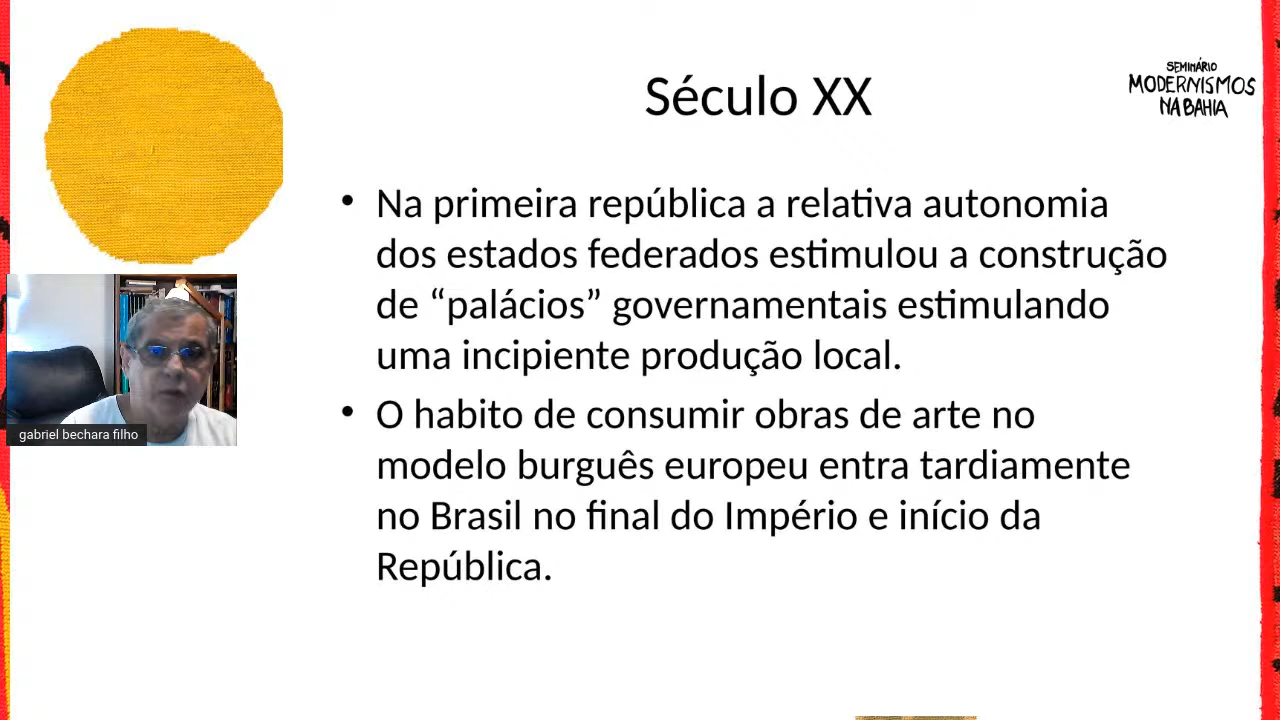 Século XX
SEMINÁRIO
MODERNISMOS
NA BAHIA
• Na primeira república a relativa autonomia
dos estados federados estimulou a construção
de “palácios” governamentais estimulando
uma incipiente produção local.
• O habito de consumir obras de arte no
modelo burguês europeu entra tardiamente
no Brasil no final do Império e início da
República.
gabriel bechara filho